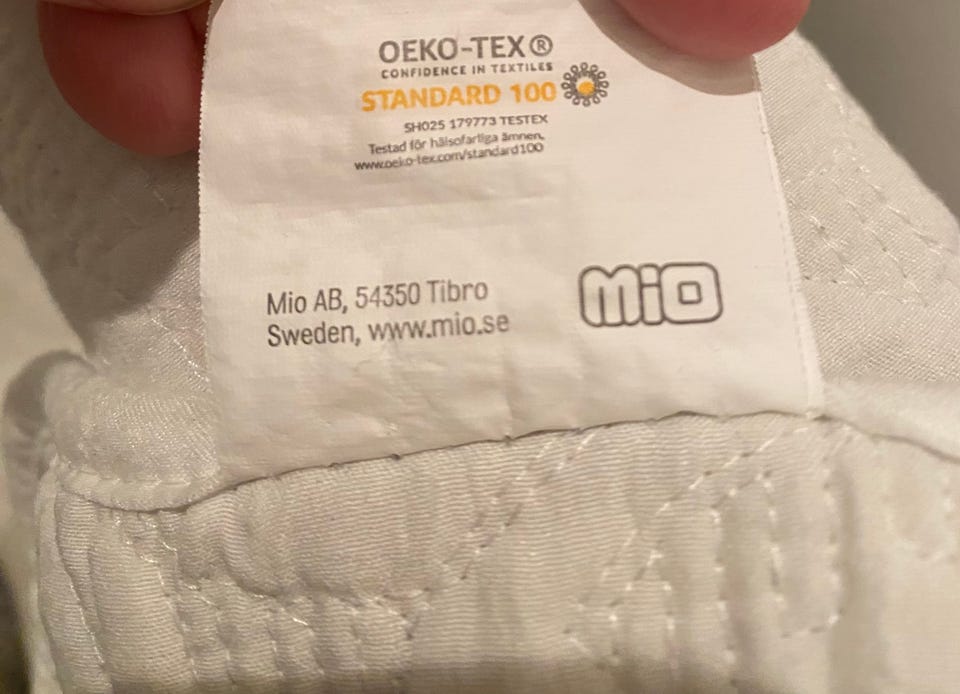 OEKO-TEX®
CONFIDENCE IN TEXTILES
STANDARD 100
SH025 179773 TESTEX
Testad för hälsofarliga ämnen.
www.oeko-tex.com/standard100
Mio AB, 54350 Tibro
Sweden, www.mio.se
mio